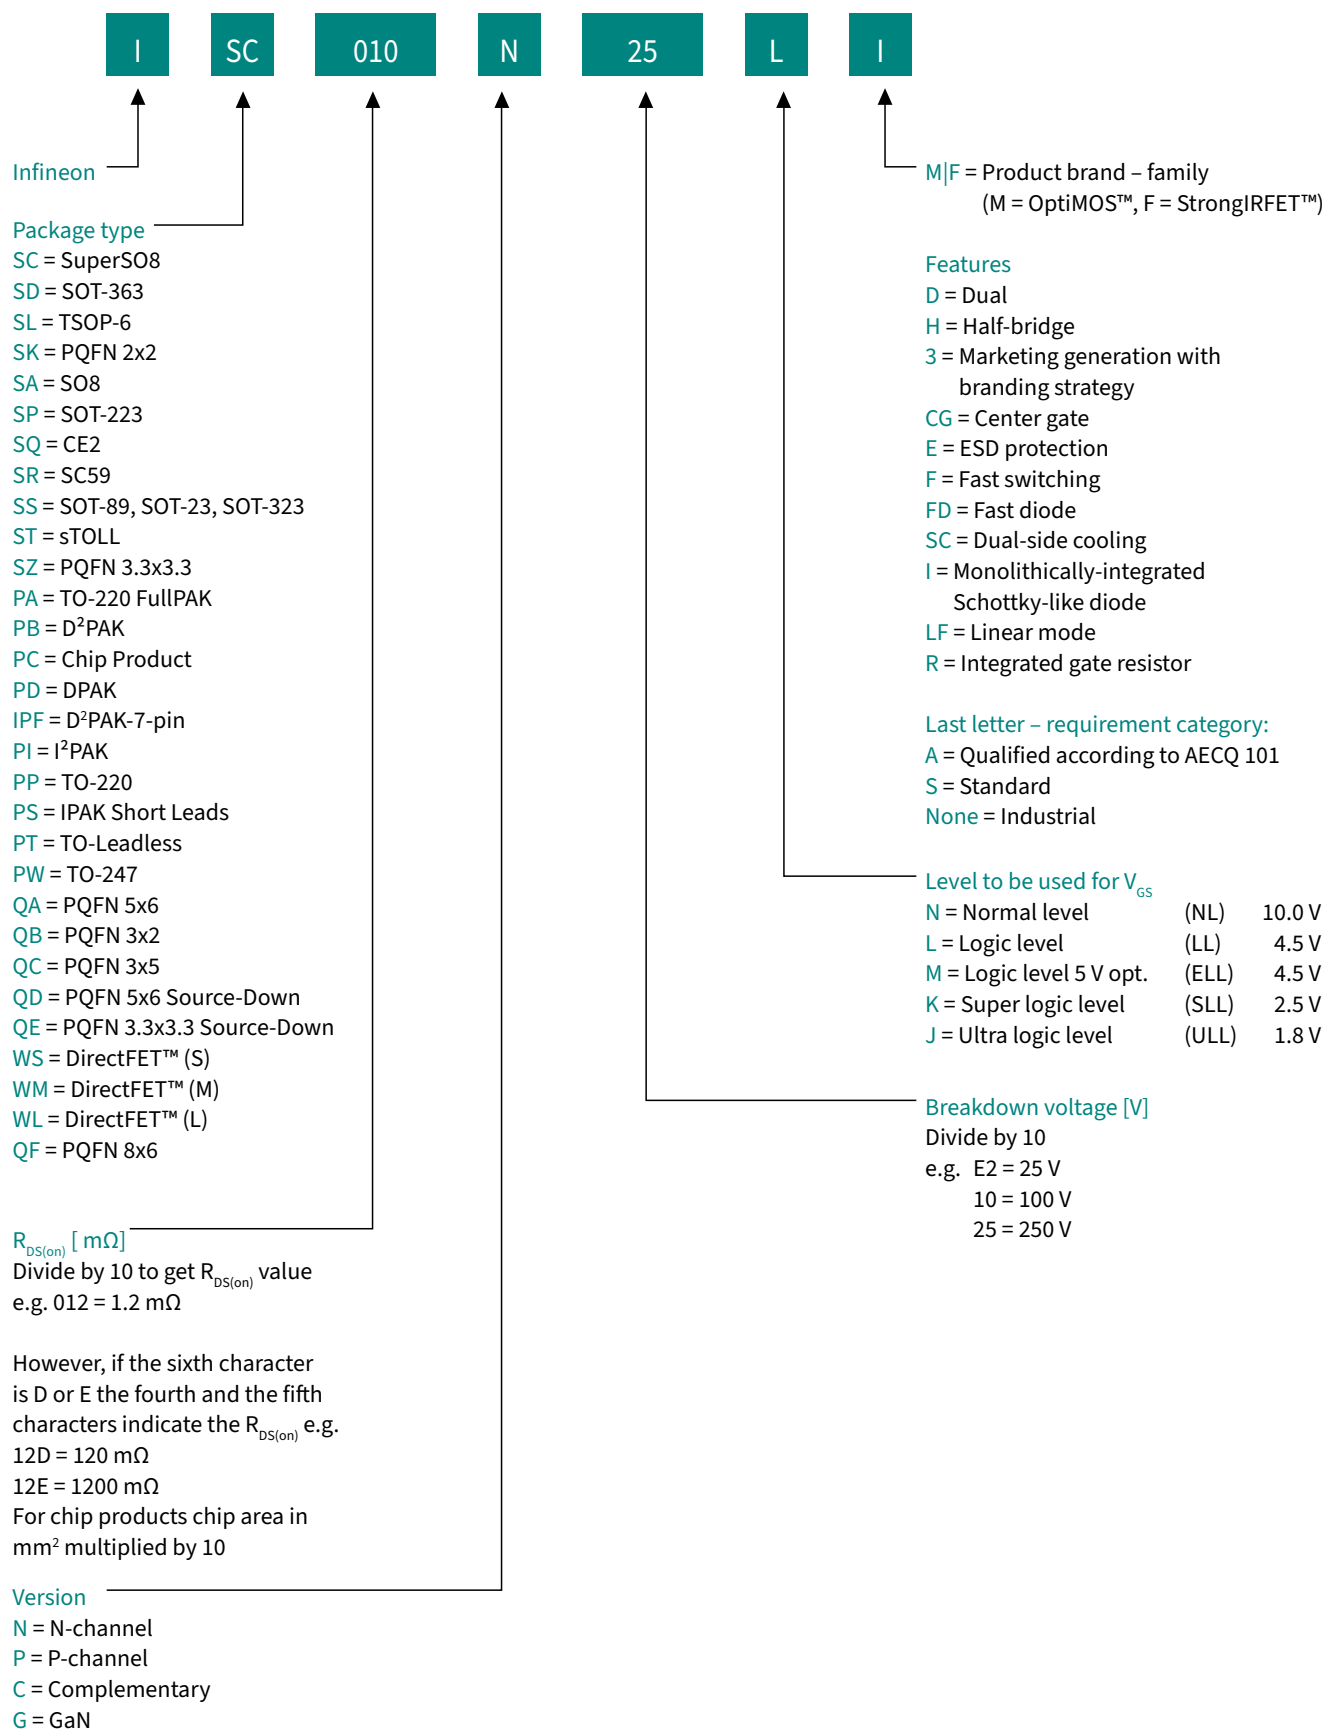 I SC 010 N 25 L I
Infineon
Package type
SC = SuperSO8
SD = SOT-363
SL = TSOP-6
SK = PQFN 2x2
SA = SO8
SP = SOT-223
SQ = CE2
SR = SC59
SS = SOT-89, SOT-23, SOT-323
ST = sTOLL
SZ = PQFN 3.3x3.3
PA = TO-220 FullPAK
PB = D²PAK
PC = Chip Product
PD = DPAK
IPF = D²PAK-7-pin
PI = I²PAK
PP = TO-220
PS = IPAK Short Leads
PT = TO-Leadless
PW = TO-247
QA = PQFN 5x6
QB = PQFN 3x2
QC = PQFN 3x5
QD = PQFN 5x6 Source-Down
QE = PQFN 3.3x3.3 Source-Down
WS = DirectFET™ (S)
WM = DirectFET™ (M)
WL = DirectFET™ (L)
QF = PQFN 8x6
RDS(on) [ mΩ]
Divide by 10 to get RDS(on) value
e.g. 012 = 1.2 mΩ
However, if the sixth character
is D or E the fourth and the fifth
characters indicate the RDS(on) e.g.
12D = 120 mΩ
12E = 1200 mΩ
For chip products chip area in
mm² multiplied by 10
Version
N = N-channel
P = P-channel
C = Complementary
G = GaN
M|F = Product brand – family
(M = OptiMOS™, F = StrongIRFET™)
Features
D = Dual
H = Half-bridge
3 = Marketing generation with
branding strategy
CG = Center gate
E = ESD protection
F = Fast switching
FD = Fast diode
SC = Dual-side cooling
I = Monolithically-integrated
Schottky-like diode
LF = Linear mode
R = Integrated gate resistor
Last letter – requirement category:
A = Qualified according to AECQ 101
S = Standard
None = Industrial
Level to be used for VGS
N = Normal level (NL) 10.0 V
L = Logic level (LL) 4.5 V
M = Logic level 5 V opt. (ELL) 4.5 V
K = Super logic level (SLL) 2.5 V
J = Ultra logic level (ULL) 1.8 V
Breakdown voltage [V]
Divide by 10
e.g. E2 = 25 V
10 = 100 V
25 = 250 V